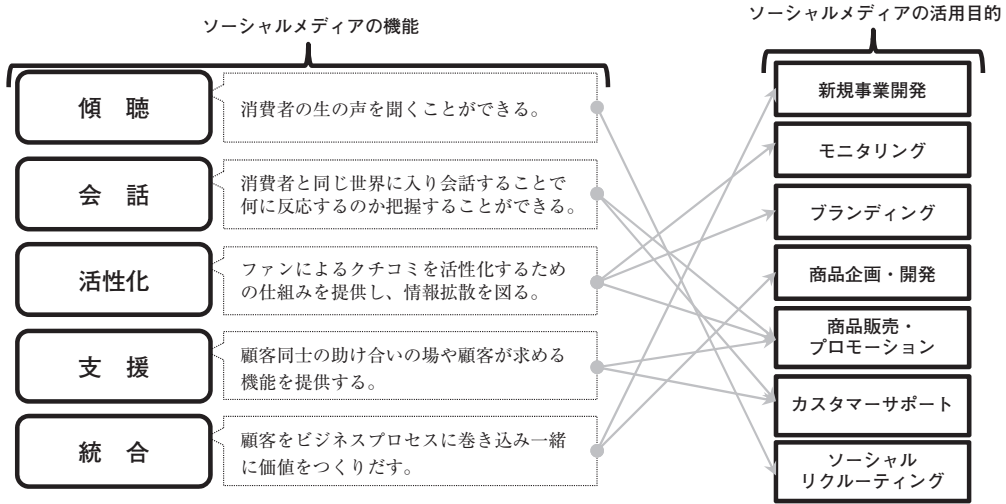 ソーシャルメディアの機能
ソーシャルメディアの活用目的
傾　聴
消費者の生の声を聞くことができる。
会　話
消費者と同じ世界に入り会話することで
何に反応するのか把握することができる。
活性化
ファンによるクチコミを活性化するため
の仕組みを提供し、情報拡散を図る。
支　援
顧客同士の助け合いの場や顧客が求める
機能を提供する。
統　合
顧客をビジネスプロセスに巻き込み一緒
に価値をつくりだす。
新規事業開発
モニタリング
ブランディング
商品企画・開発
商品販売・
プロモーション
カスタマーサポート
ソーシャル
リクルーティング